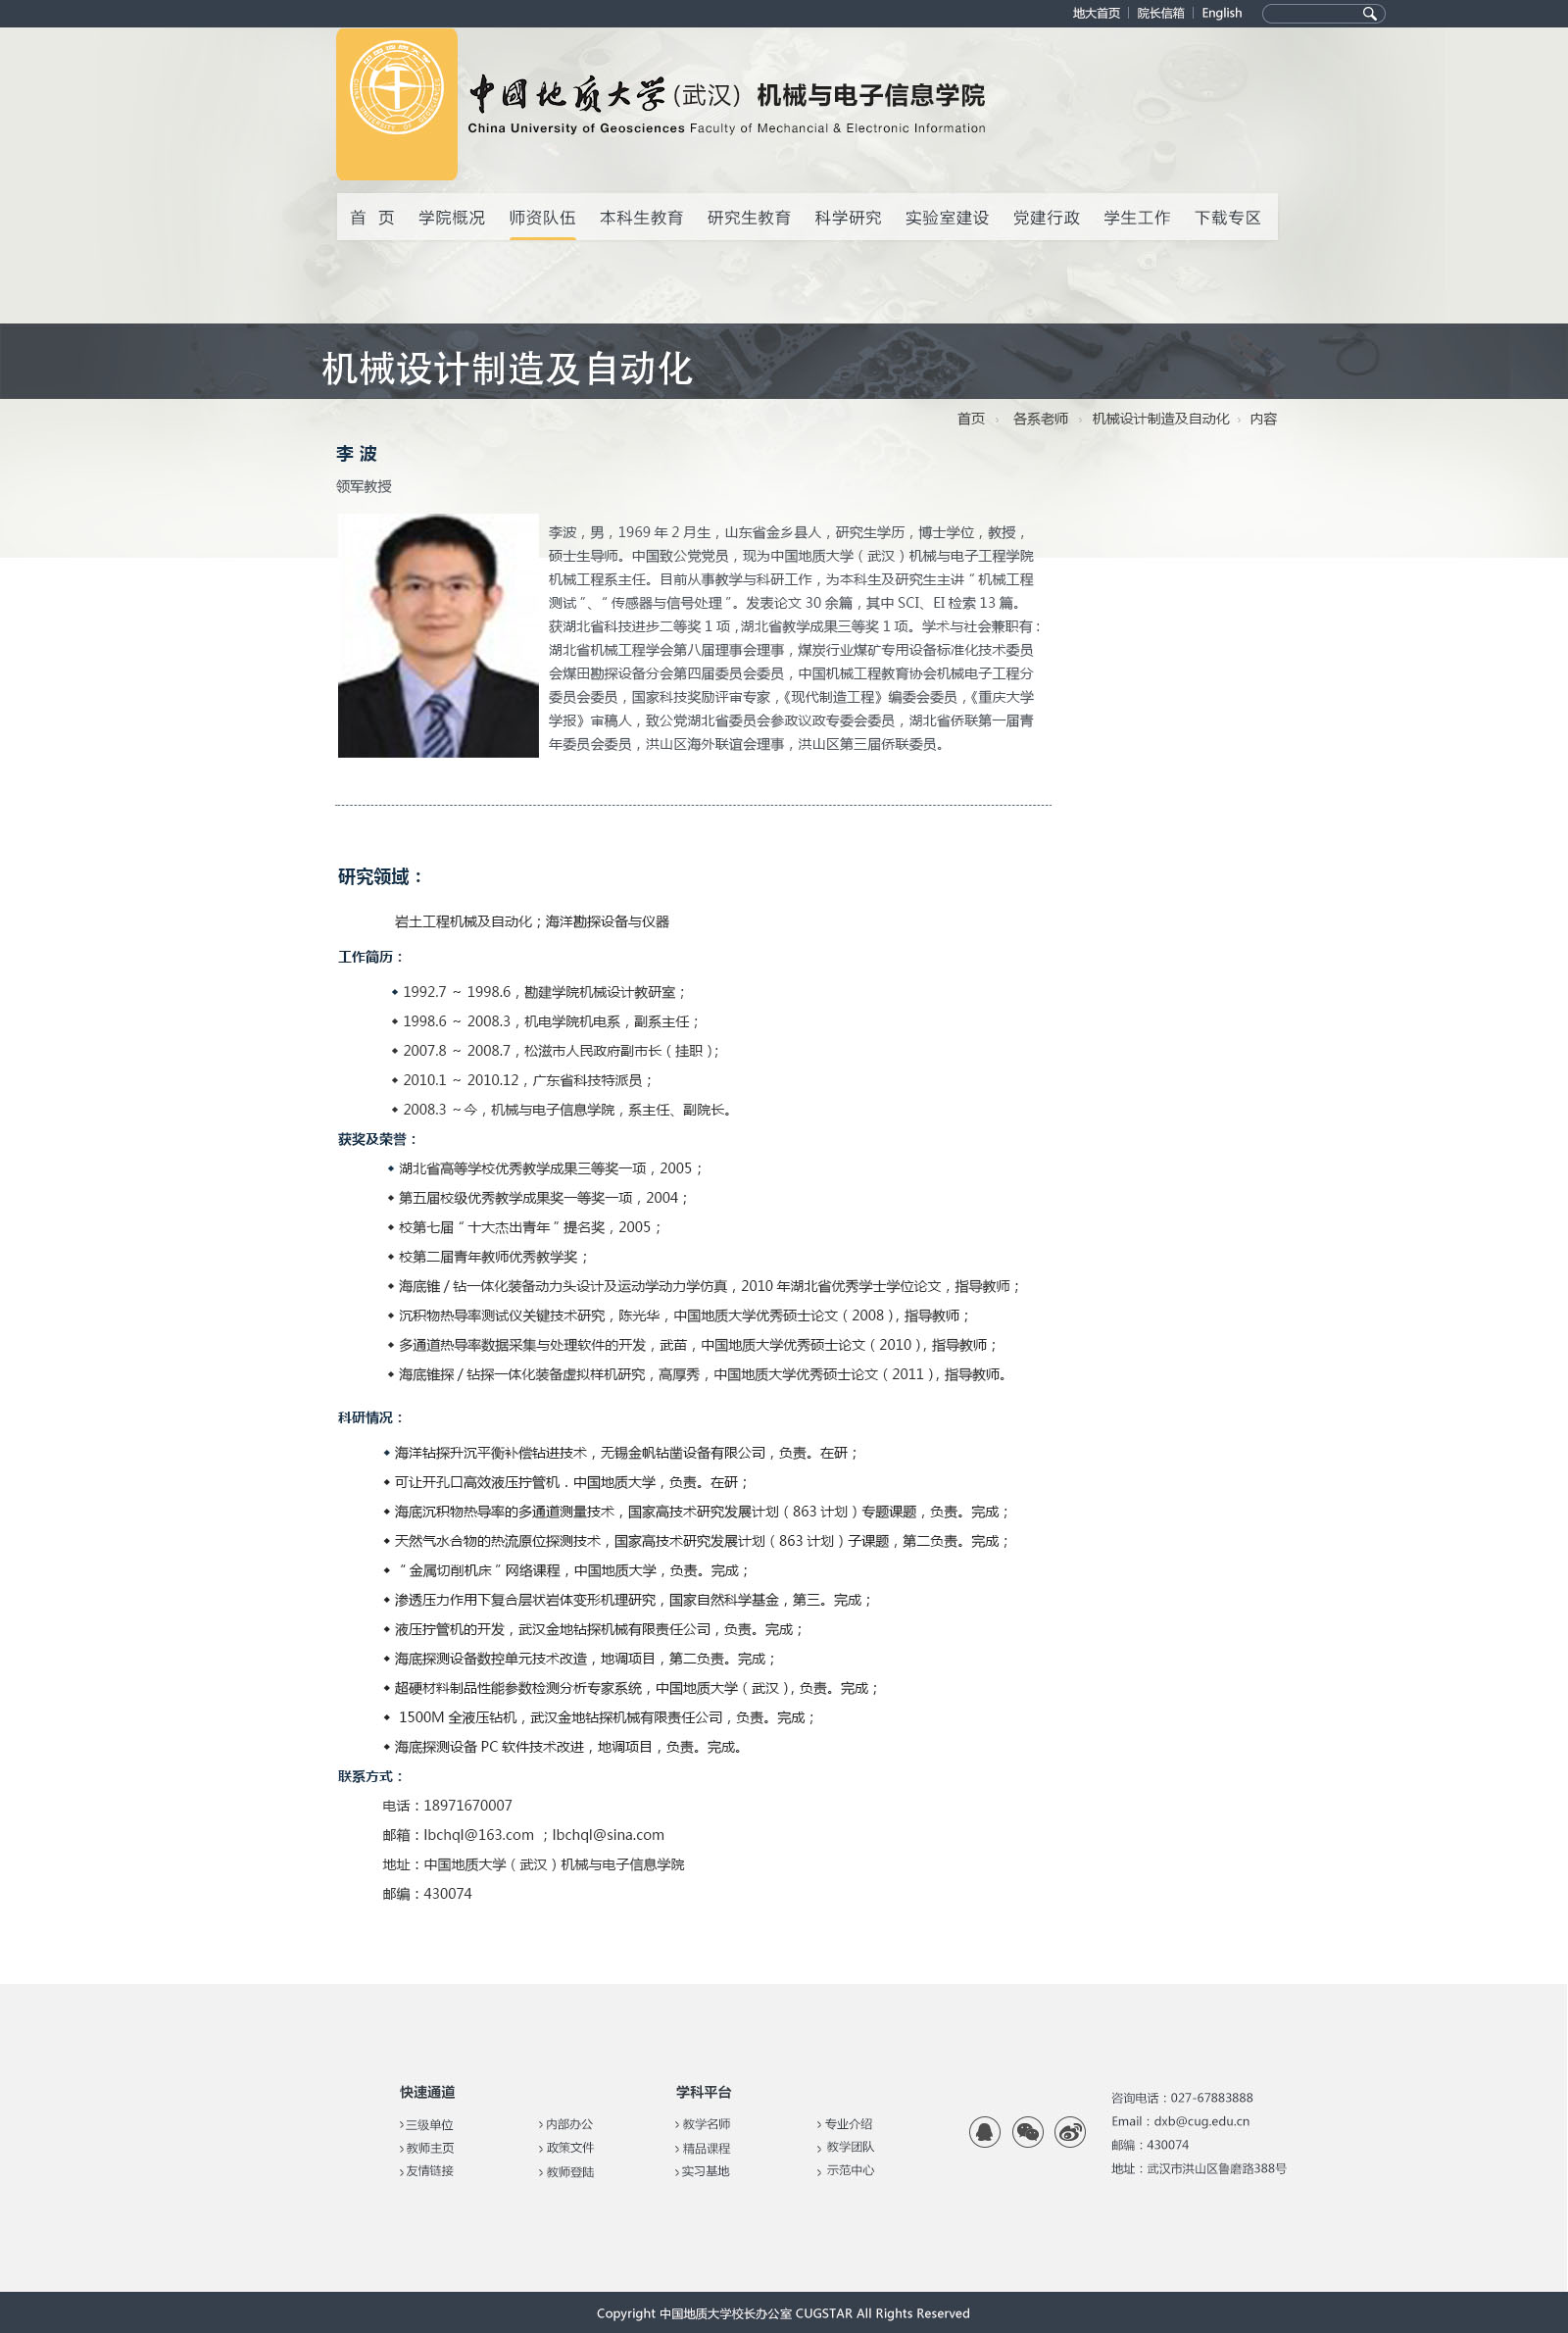 地大首页 | 院长信箱 | English
中国地质大学(武汉) 机械与电子信息学院
China University of Geosciences Faculty of Mechancial & Electronic Information
首 页 学院概况 师资队伍 本科生教育 研究生教育 科学研究 实验室建设 党建行政 学生工作 下载专区
机械设计制造及自动化
首页 › 各系老师 › 机械设计制造及自动化 › 内容
李 波
领军教授
李波，男，1969 年 2 月生，山东省金乡县人，研究生学历，博士学位，教授，
硕士生导师。中国致公党党员，现为中国地质大学（武汉）机械与电子工程学院
机械工程系主任。目前从事教学与科研工作，为本科生及研究生主讲“机械工程
测试”、“传感器与信号处理”。发表论文 30 余篇，其中 SCI、EI 检索 13 篇。
获湖北省科技进步二等奖 1 项，湖北省教学成果三等奖 1 项。学术与社会兼职有：
湖北省机械工程学会第八届理事会理事，煤炭行业煤矿专用设备标准化技术委员
会煤田勘探设备分会第四届委员会委员，中国机械工程教育协会机械电子工程分
委员会委员，国家科技奖励评审专家，《现代制造工程》编委会委员，《重庆大学
学报》审稿人，致公党湖北省委员会参政议政专委会委员，湖北省侨联第一届青
年委员会委员，洪山区海外联谊会理事，洪山区第三届侨联委员。
研究领域：
岩土工程机械及自动化；海洋勘探设备与仪器
工作简历：
◆ 1992.7 ～ 1998.6，勘建学院机械设计教研室；
◆ 1998.6 ～ 2008.3，机电学院机电系，副系主任；
◆ 2007.8 ～ 2008.7，松滋市人民政府副市长（挂职）；
◆ 2010.1 ～ 2010.12，广东省科技特派员；
◆ 2008.3 ～今，机械与电子信息学院，系主任、副院长。
获奖及荣誉：
◆ 湖北省高等学校优秀教学成果三等奖一项，2005；
◆ 第五届校级优秀教学成果奖一等奖一项，2004；
◆ 校第七届“十大杰出青年”提名奖，2005；
◆ 校第二届青年教师优秀教学奖；
◆ 海底锥 / 钻一体化装备动力头设计及运动学动力学仿真，2010 年湖北省优秀学士学位论文，指导教师；
◆ 沉积物热导率测试仪关键技术研究，陈光华，中国地质大学优秀硕士论文（2008），指导教师；
◆ 多通道热导率数据采集与处理软件的开发，武苗，中国地质大学优秀硕士论文（2010），指导教师；
◆ 海底锥探 / 钻探一体化装备虚拟样机研究，高厚秀，中国地质大学优秀硕士论文（2011），指导教师。
科研情况：
◆ 海洋钻探升沉平衡补偿钻进技术，无锡金帆钻凿设备有限公司，负责。在研；
◆ 可让开孔口高效液压拧管机．中国地质大学，负责。在研；
◆ 海底沉积物热导率的多通道测量技术，国家高技术研究发展计划（863 计划）专题课题，负责。完成；
◆ 天然气水合物的热流原位探测技术，国家高技术研究发展计划（863 计划）子课题，第二负责。完成；
◆ “金属切削机床”网络课程，中国地质大学，负责。完成；
◆ 渗透压力作用下复合层状岩体变形机理研究，国家自然科学基金，第三。完成；
◆ 液压拧管机的开发，武汉金地钻探机械有限责任公司，负责。完成；
◆ 海底探测设备数控单元技术改造，地调项目，第二负责。完成；
◆ 超硬材料制品性能参数检测分析专家系统，中国地质大学（武汉），负责。完成；
◆ 1500M 全液压钻机，武汉金地钻探机械有限责任公司，负责。完成；
◆ 海底探测设备 PC 软件技术改进，地调项目，负责。完成。
联系方式：
电话：18971670007
邮箱：lbchql@163.com ；lbchql@sina.com
地址：中国地质大学（武汉）机械与电子信息学院
邮编：430074
快速通道 学科平台
›三级单位 ›内部办公 ›教学名师 ›专业介绍
›教师主页 ›政策文件 ›精品课程 ›教学团队
›友情链接 ›教师登陆 ›实习基地 ›示范中心
咨询电话：027-67883888
Email：dxb@cug.edu.cn
邮编：430074
地址：武汉市洪山区鲁磨路388号
Copyright 中国地质大学校长办公室 CUGSTAR All Rights Reserved